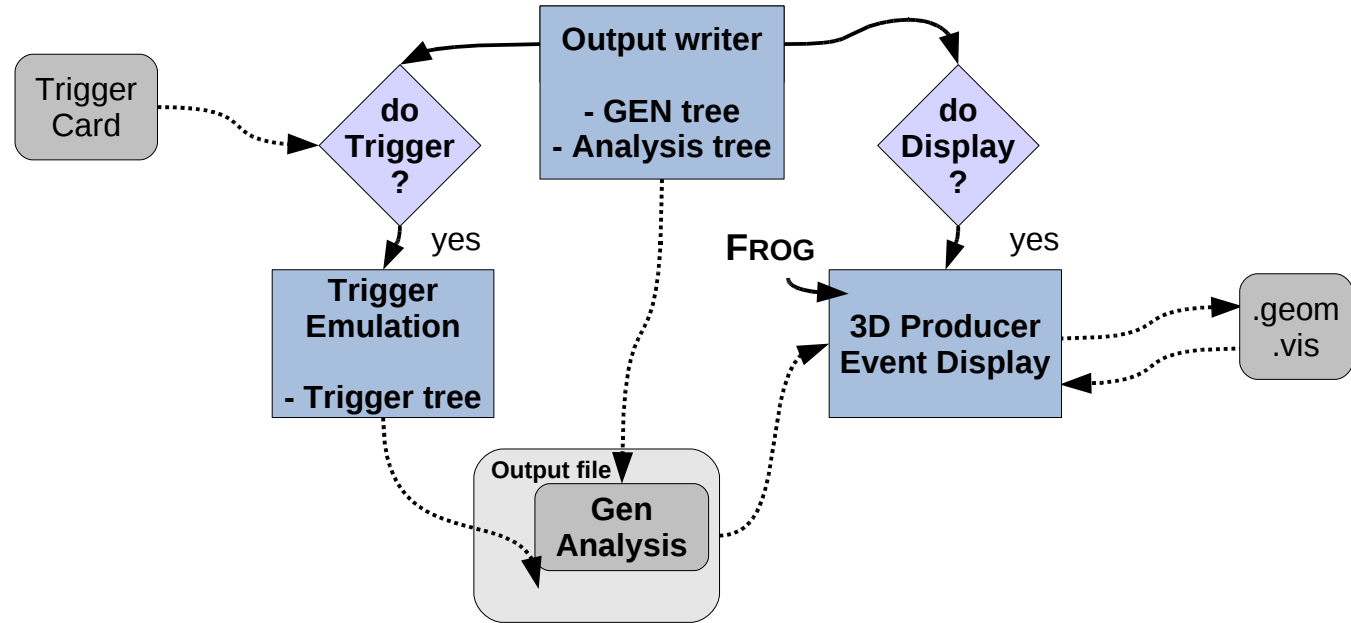 Output writer
- GEN tree
- Analysis tree
Trigger
Card
do
Trigger
?
do
Display
?
yes
yes
FROG
Trigger
Emulation
- Trigger tree
3D Producer
Event Display
.geom
.vis
Output file
Gen
Analysis